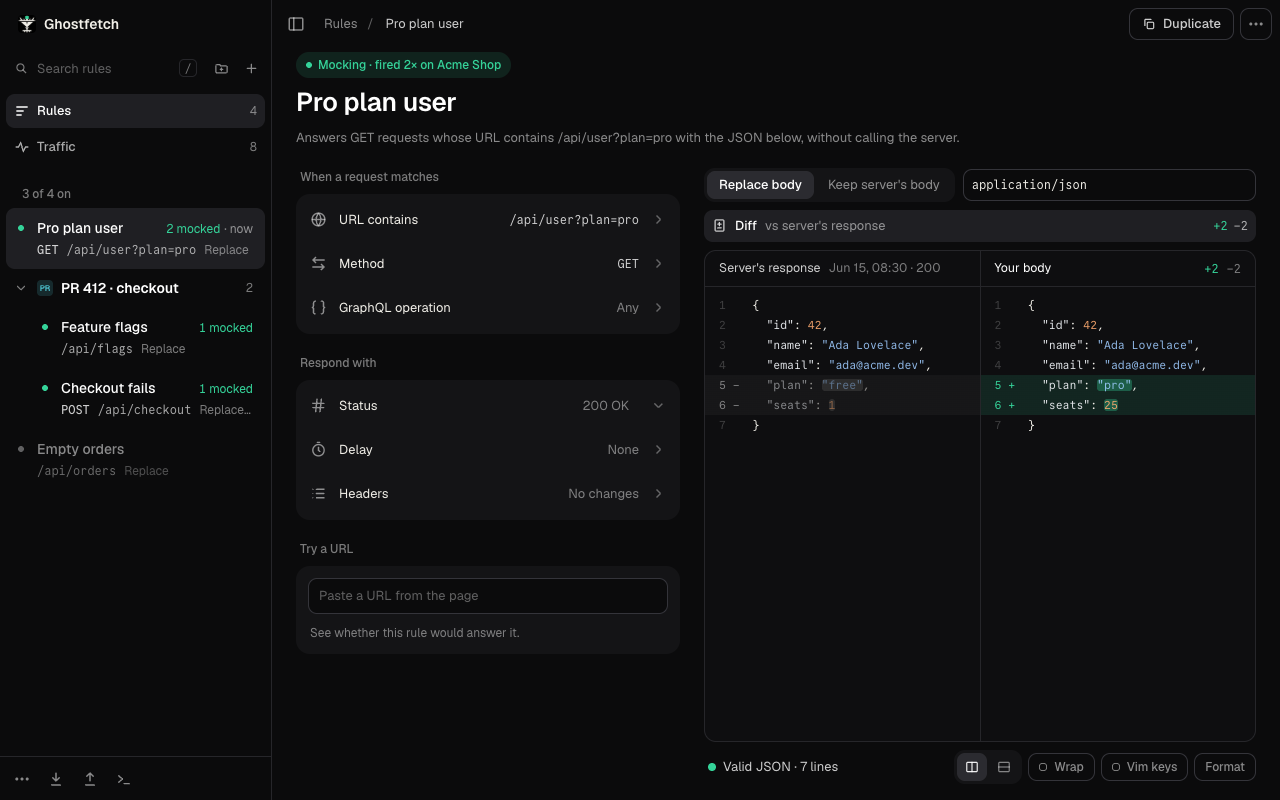 Ghostfetch
Search rules /
Rules 4
Traffic 8
3 of 4 on
Pro plan user 2 mocked · now
GET /api/user?plan=pro Replace
PR PR 412 · checkout 2
Feature flags 1 mocked
/api/flags Replace
Checkout fails 1 mocked
POST /api/checkout Replace…
Empty orders
/api/orders Replace
Rules / Pro plan user
Duplicate
Mocking · fired 2× on Acme Shop
Pro plan user
Answers GET requests whose URL contains /api/user?plan=pro with the JSON below, without calling the server.
When a request matches
URL contains /api/user?plan=pro
Method GET
GraphQL operation Any
Respond with
Status 200 OK
Delay None
Headers No changes
Try a URL
Paste a URL from the page
See whether this rule would answer it.
Replace body Keep server's body application/json
Diff vs server's response +2 −2
Server's response Jun 15, 08:30 · 200
1 {
2 "id": 42,
3 "name": "Ada Lovelace",
4 "email": "ada@acme.dev",
5 − "plan": "free",
6 − "seats": 1
7 }
Your body +2 −2
1 {
2 "id": 42,
3 "name": "Ada Lovelace",
4 "email": "ada@acme.dev",
5 + "plan": "pro",
6 + "seats": 25
7 }
Valid JSON · 7 lines
Wrap Vim keys Format